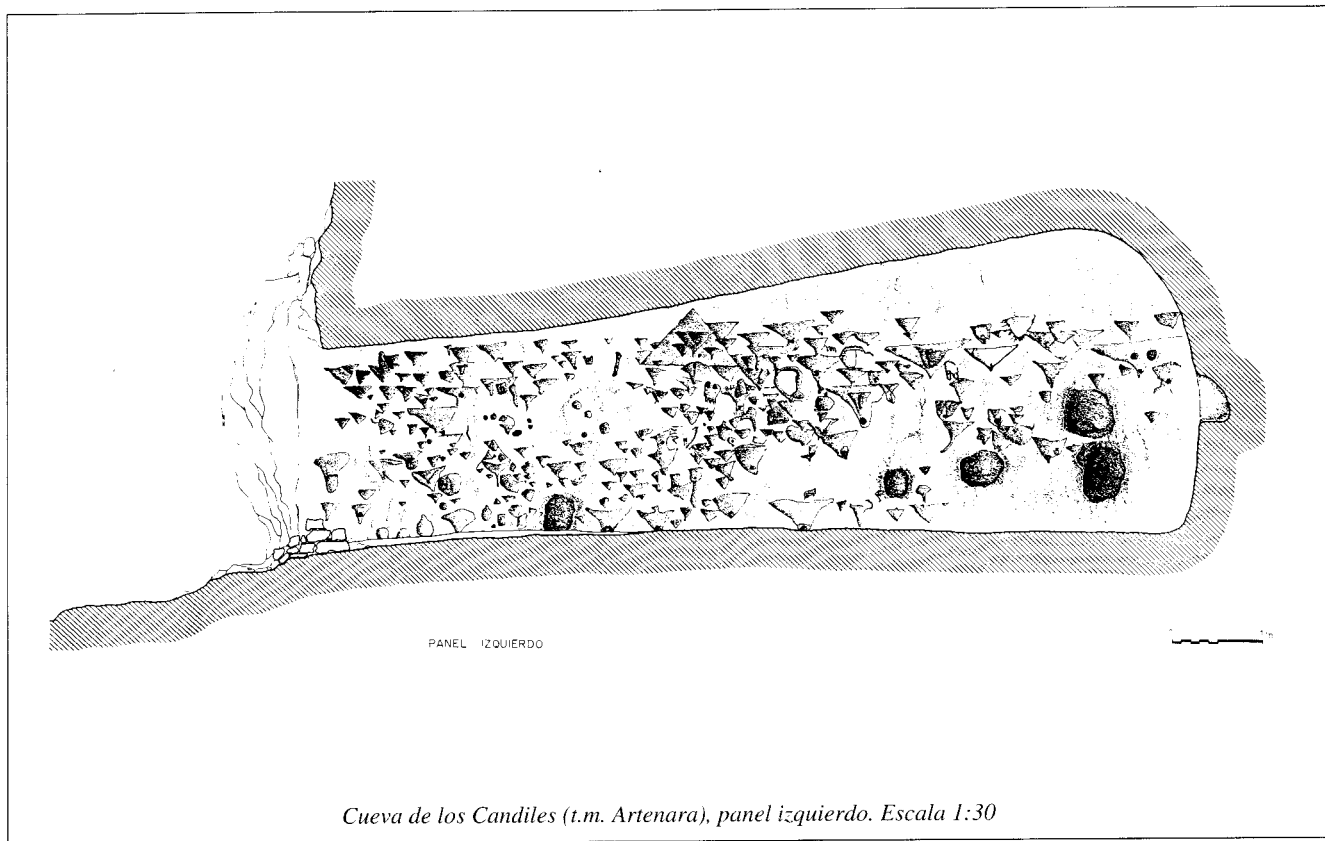 PANEL IZQUIERDO
Cueva de los Candiles (t.m. Artenara), panel izquierdo. Escala 1:30